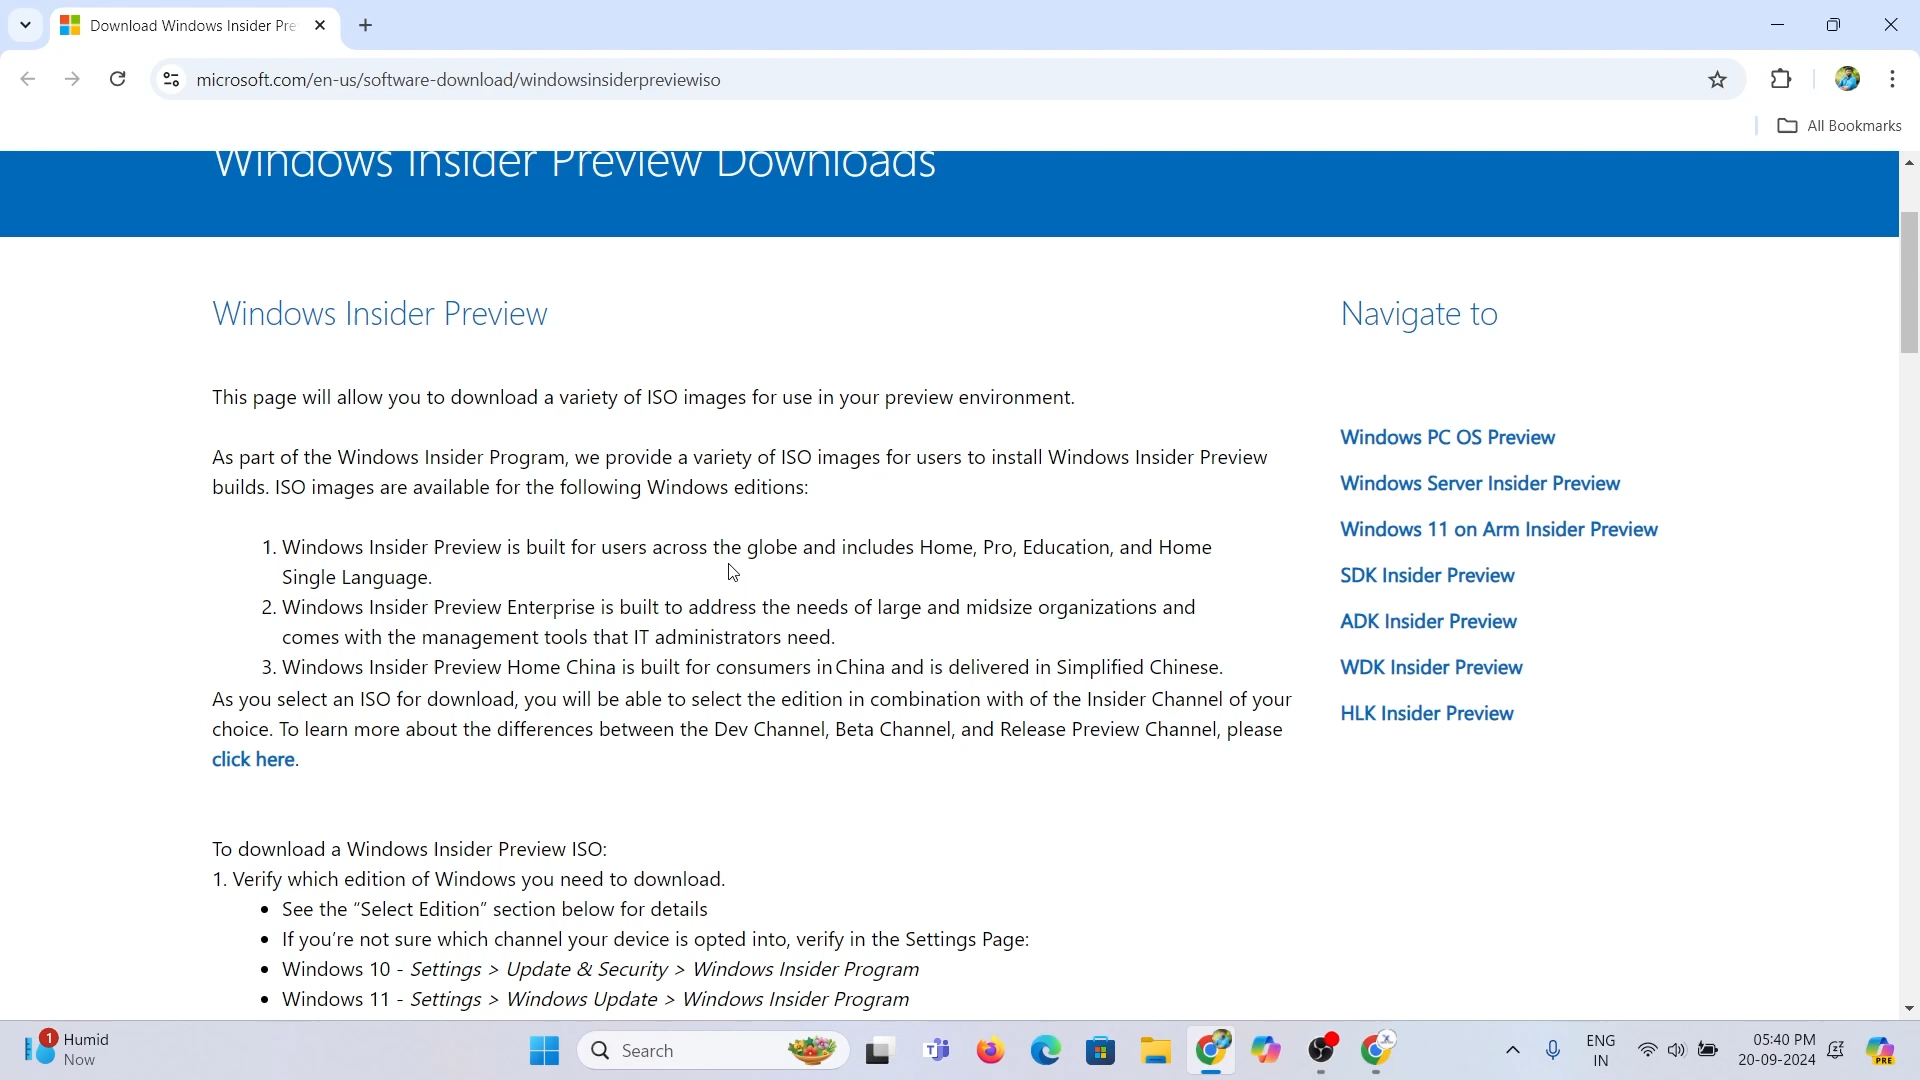 Download Windows Insider Pre
microsoft.com/en-us/software-download/windowsinsiderpreviewiso
All Bookmarks
Windows Insider Preview Downloads
Windows Insider Preview
This page will allow you to download a variety of ISO images for use in your preview environment.
As part of the Windows Insider Program, we provide a variety of ISO images for users to install Windows Insider Preview
builds. ISO images are available for the following Windows editions:
1. Windows Insider Preview is built for users across the globe and includes Home, Pro, Education, and Home
Single Language.
2. Windows Insider Preview Enterprise is built to address the needs of large and midsize organizations and
comes with the management tools that IT administrators need.
3. Windows Insider Preview Home China is built for consumers in China and is delivered in Simplified Chinese.
As you select an ISO for download, you will be able to select the edition in combination with of the Insider Channel of your
choice. To learn more about the differences between the Dev Channel, Beta Channel, and Release Preview Channel, please
click here.
To download a Windows Insider Preview ISO:
1. Verify which edition of Windows you need to download.
• See the “Select Edition” section below for details
• If you’re not sure which channel your device is opted into, verify in the Settings Page:
• Windows 10 - Settings > Update & Security > Windows Insider Program
• Windows 11 - Settings > Windows Update > Windows Insider Program
Navigate to
Windows PC OS Preview
Windows Server Insider Preview
Windows 11 on Arm Insider Preview
SDK Insider Preview
ADK Insider Preview
WDK Insider Preview
HLK Insider Preview
1
Humid
Now
Search
ENG
IN
05:40 PM
20-09-2024
PRE